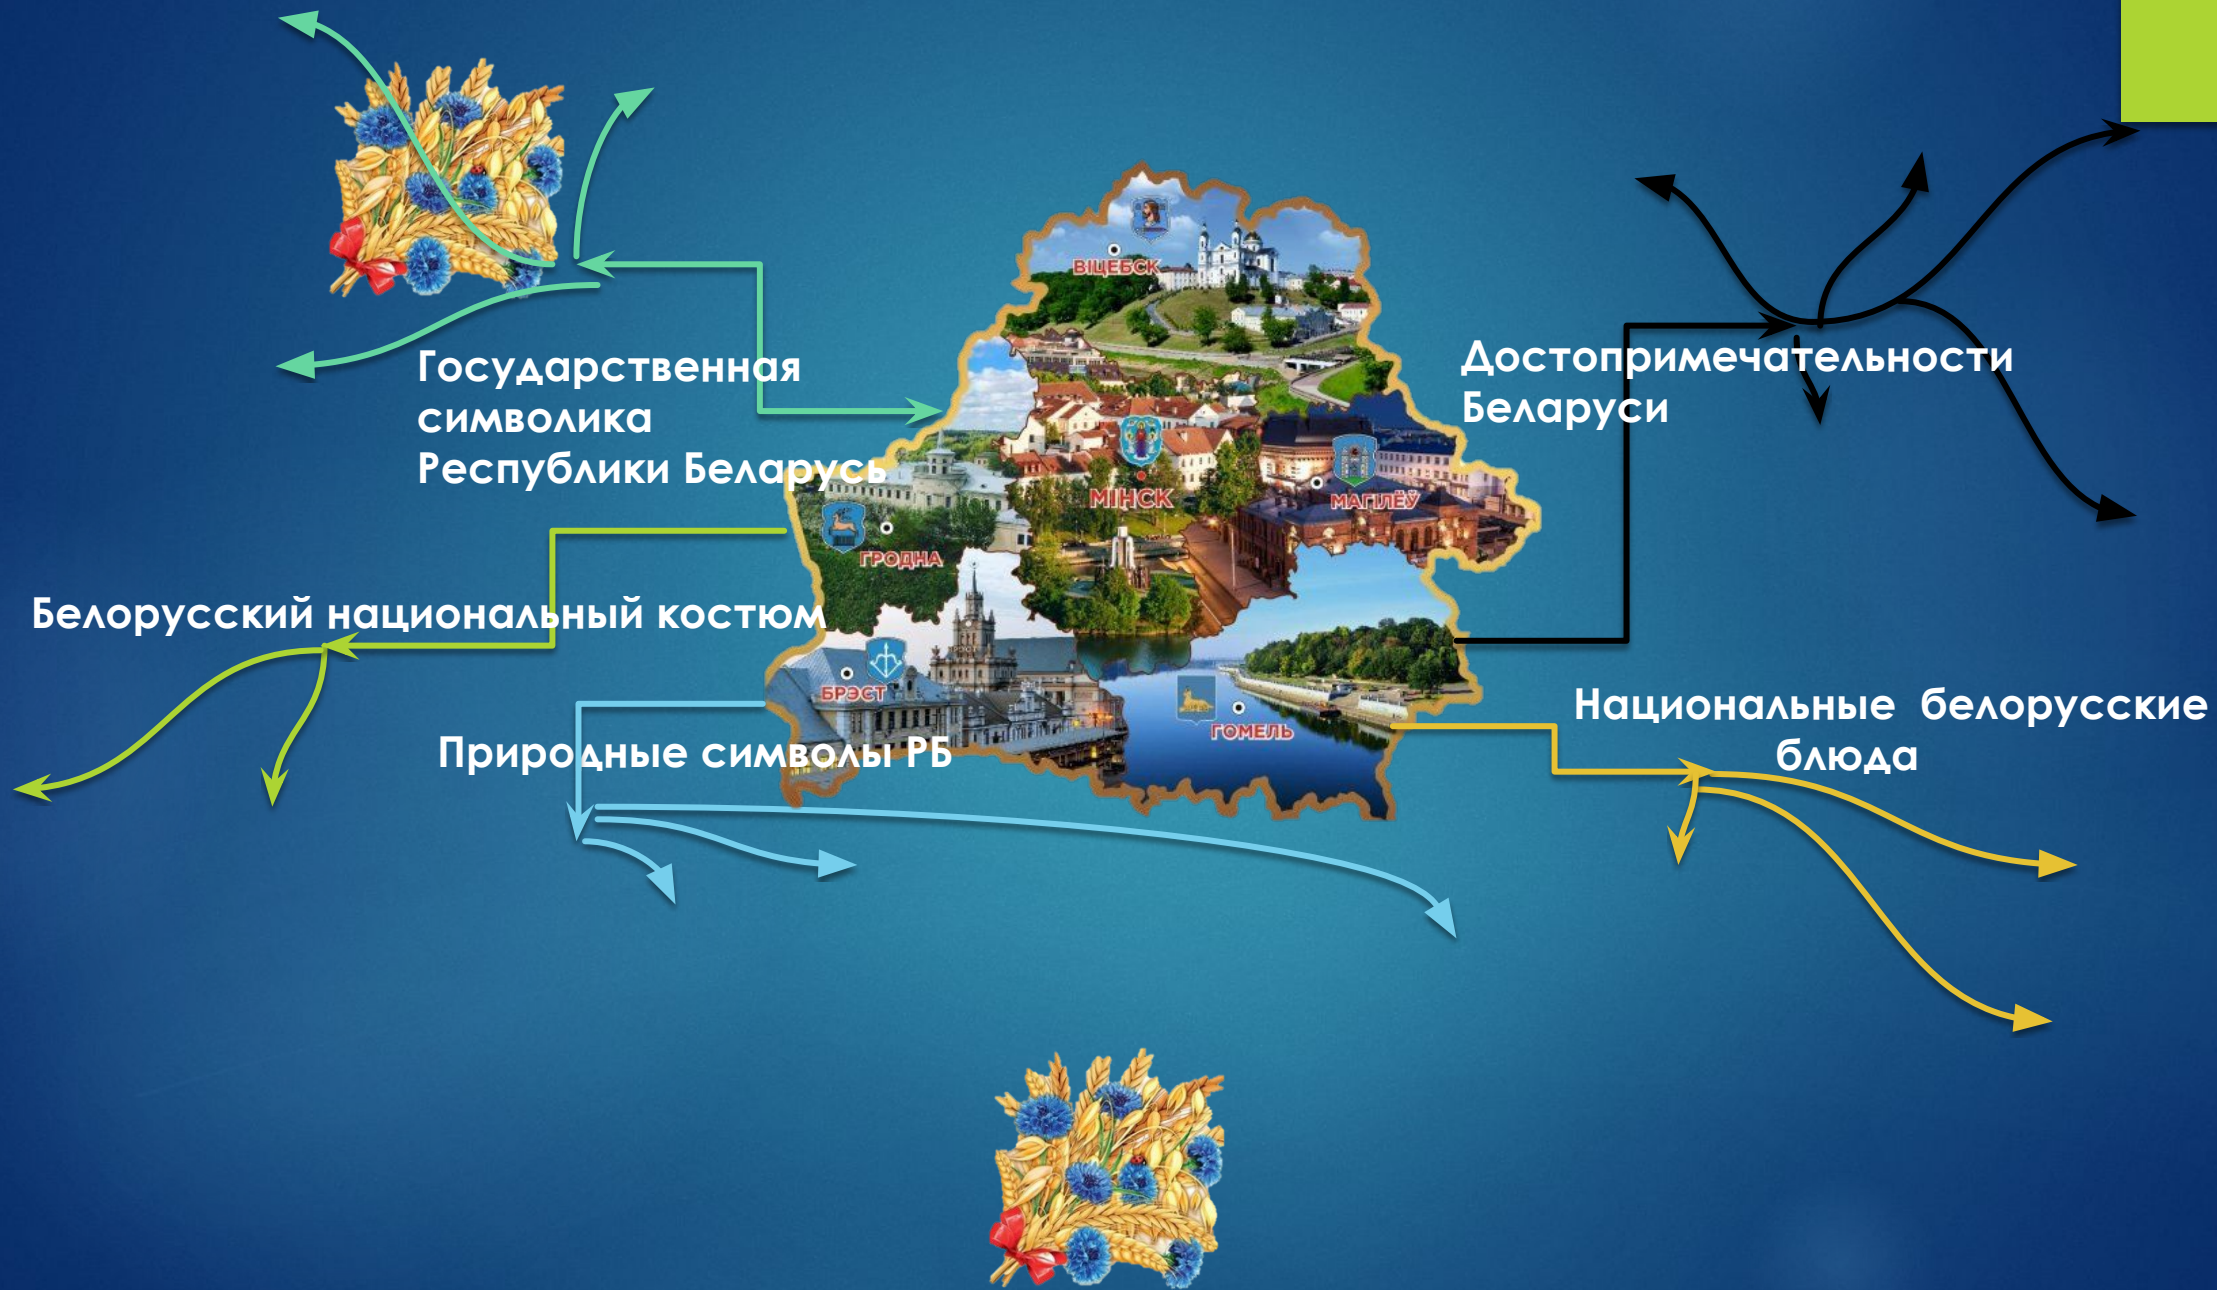 ВІЦЕБСК
Государственная
символика
Республики Беларусь
Достопримечательности
Беларуси
МІНСК
МАГІЛЁЎ
ГРОДНА
Белорусский национальный костюм
БРЭСТ
ГОМЕЛЬ
Природные символы РБ
Национальные белорусские
блюда